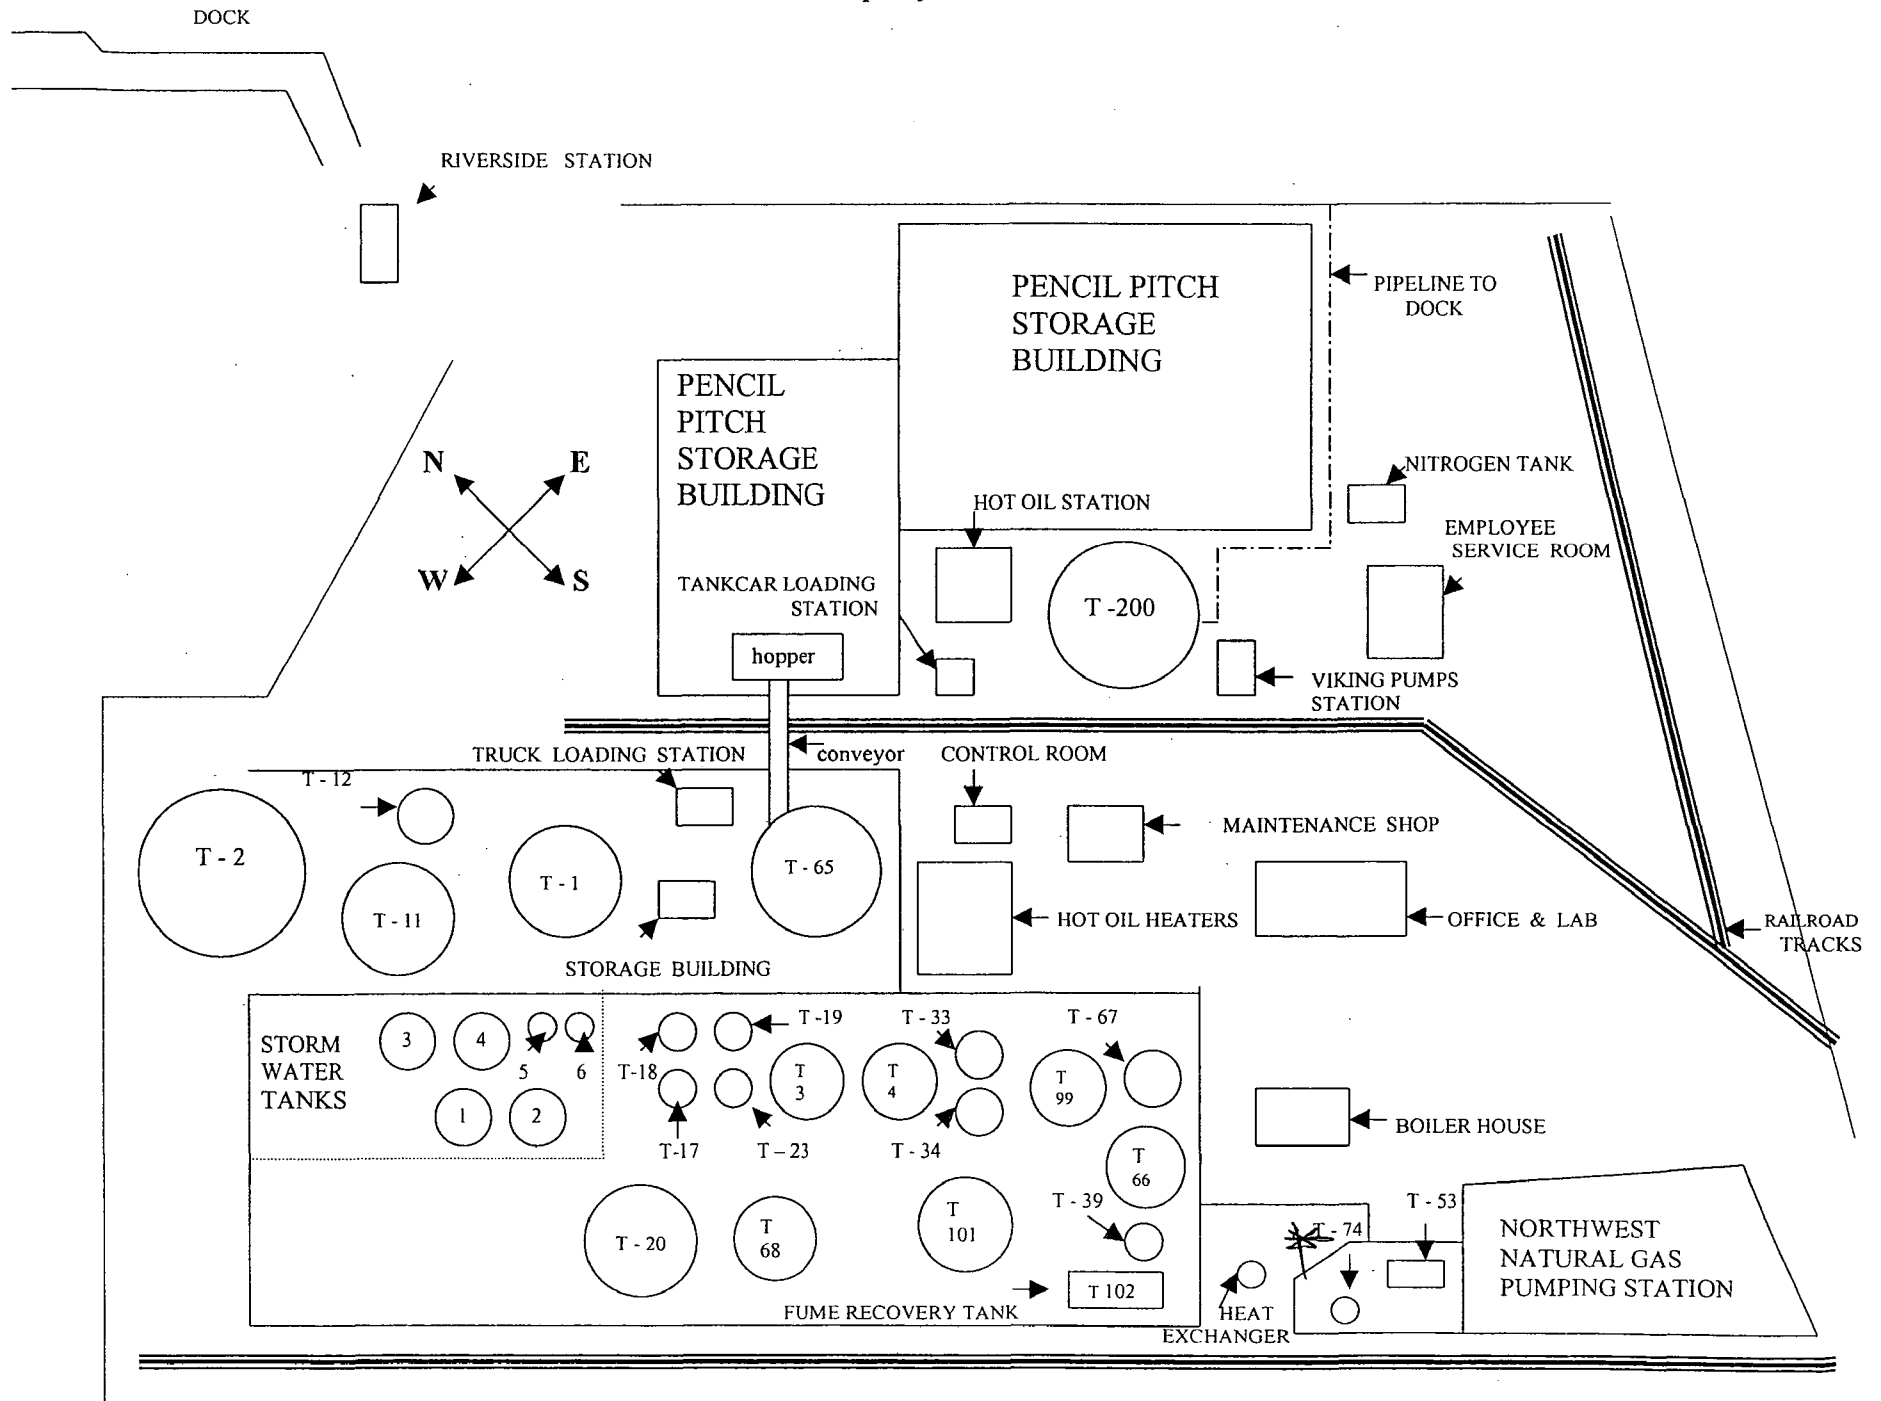 DOCK
RIVERSIDE STATION
PENCIL PITCH
STORAGE
BUILDING
PIPELINE TO
DOCK
PENCIL
PITCH
STORAGE
BUILDING
N
E
W
S
NITROGEN TANK
HOT OIL STATION
EMPLOYEE
SERVICE ROOM
TANKCAR LOADING
STATION
T -200
hopper
VIKING PUMPS
STATION
TRUCK LOADING STATION
conveyor
CONTROL ROOM
T - 12
MAINTENANCE SHOP
T - 2
T - 11
T - 1
T - 65
HOT OIL HEATERS
OFFICE & LAB
RAILROAD
TRACKS
STORAGE BUILDING
STORM
WATER
TANKS
3
4
5
6
1
2
T -19
T - 33
T - 67
T-18
T
3
T
4
T
99
T-17
T – 23
T - 34
T
66
BOILER HOUSE
T - 39
T - 53
T - 74
T - 20
T
68
T
101
T 102
FUME RECOVERY TANK
HEAT
EXCHANGER
NORTHWEST
NATURAL GAS
PUMPING STATION